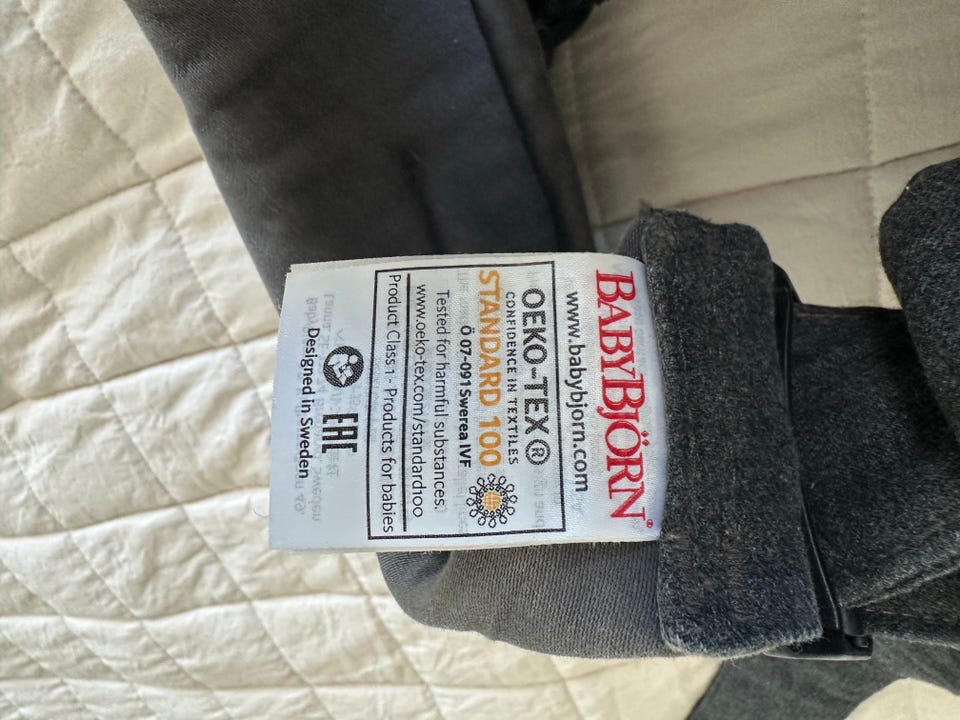 BABYBJÖRN®
www.babybjorn.com
OEKO-TEX®
CONFIDENCE IN TEXTILES
STANDARD 100
Ö 07-091 Swerea IVF
Tested for harmful substances.
www.oeko-tex.com/standard100
Product Class 1 - Products for babies
EAC
Designed in Sweden